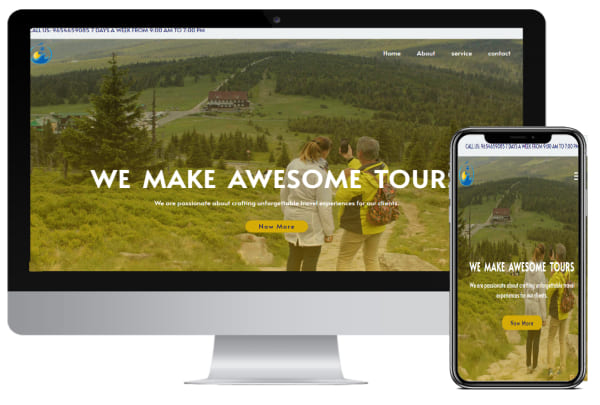 CALL US: 9654659085 7 DAYS A WEEK FROM 9:00 AM TO 7:00 PM
Home About service contact
WE MAKE AWESOME TOURS
We are passionate about crafting unforgettable travel experiences for our clients.
Now More
CALL US: 9654659085 7 DAYS A WEEK FROM 9:00 AM TO 7:00 PM
WE MAKE AWESOME TOURS
We are passionate about crafting unforgettable travel
experiences for our clients.
Now More